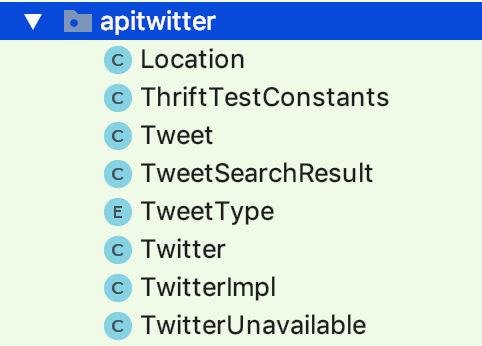 apitwitter
C Location
C ThriftTestConstants
C Tweet
C TweetSearchResult
E TweetType
C Twitter
C TwitterImpl
C TwitterUnavailable